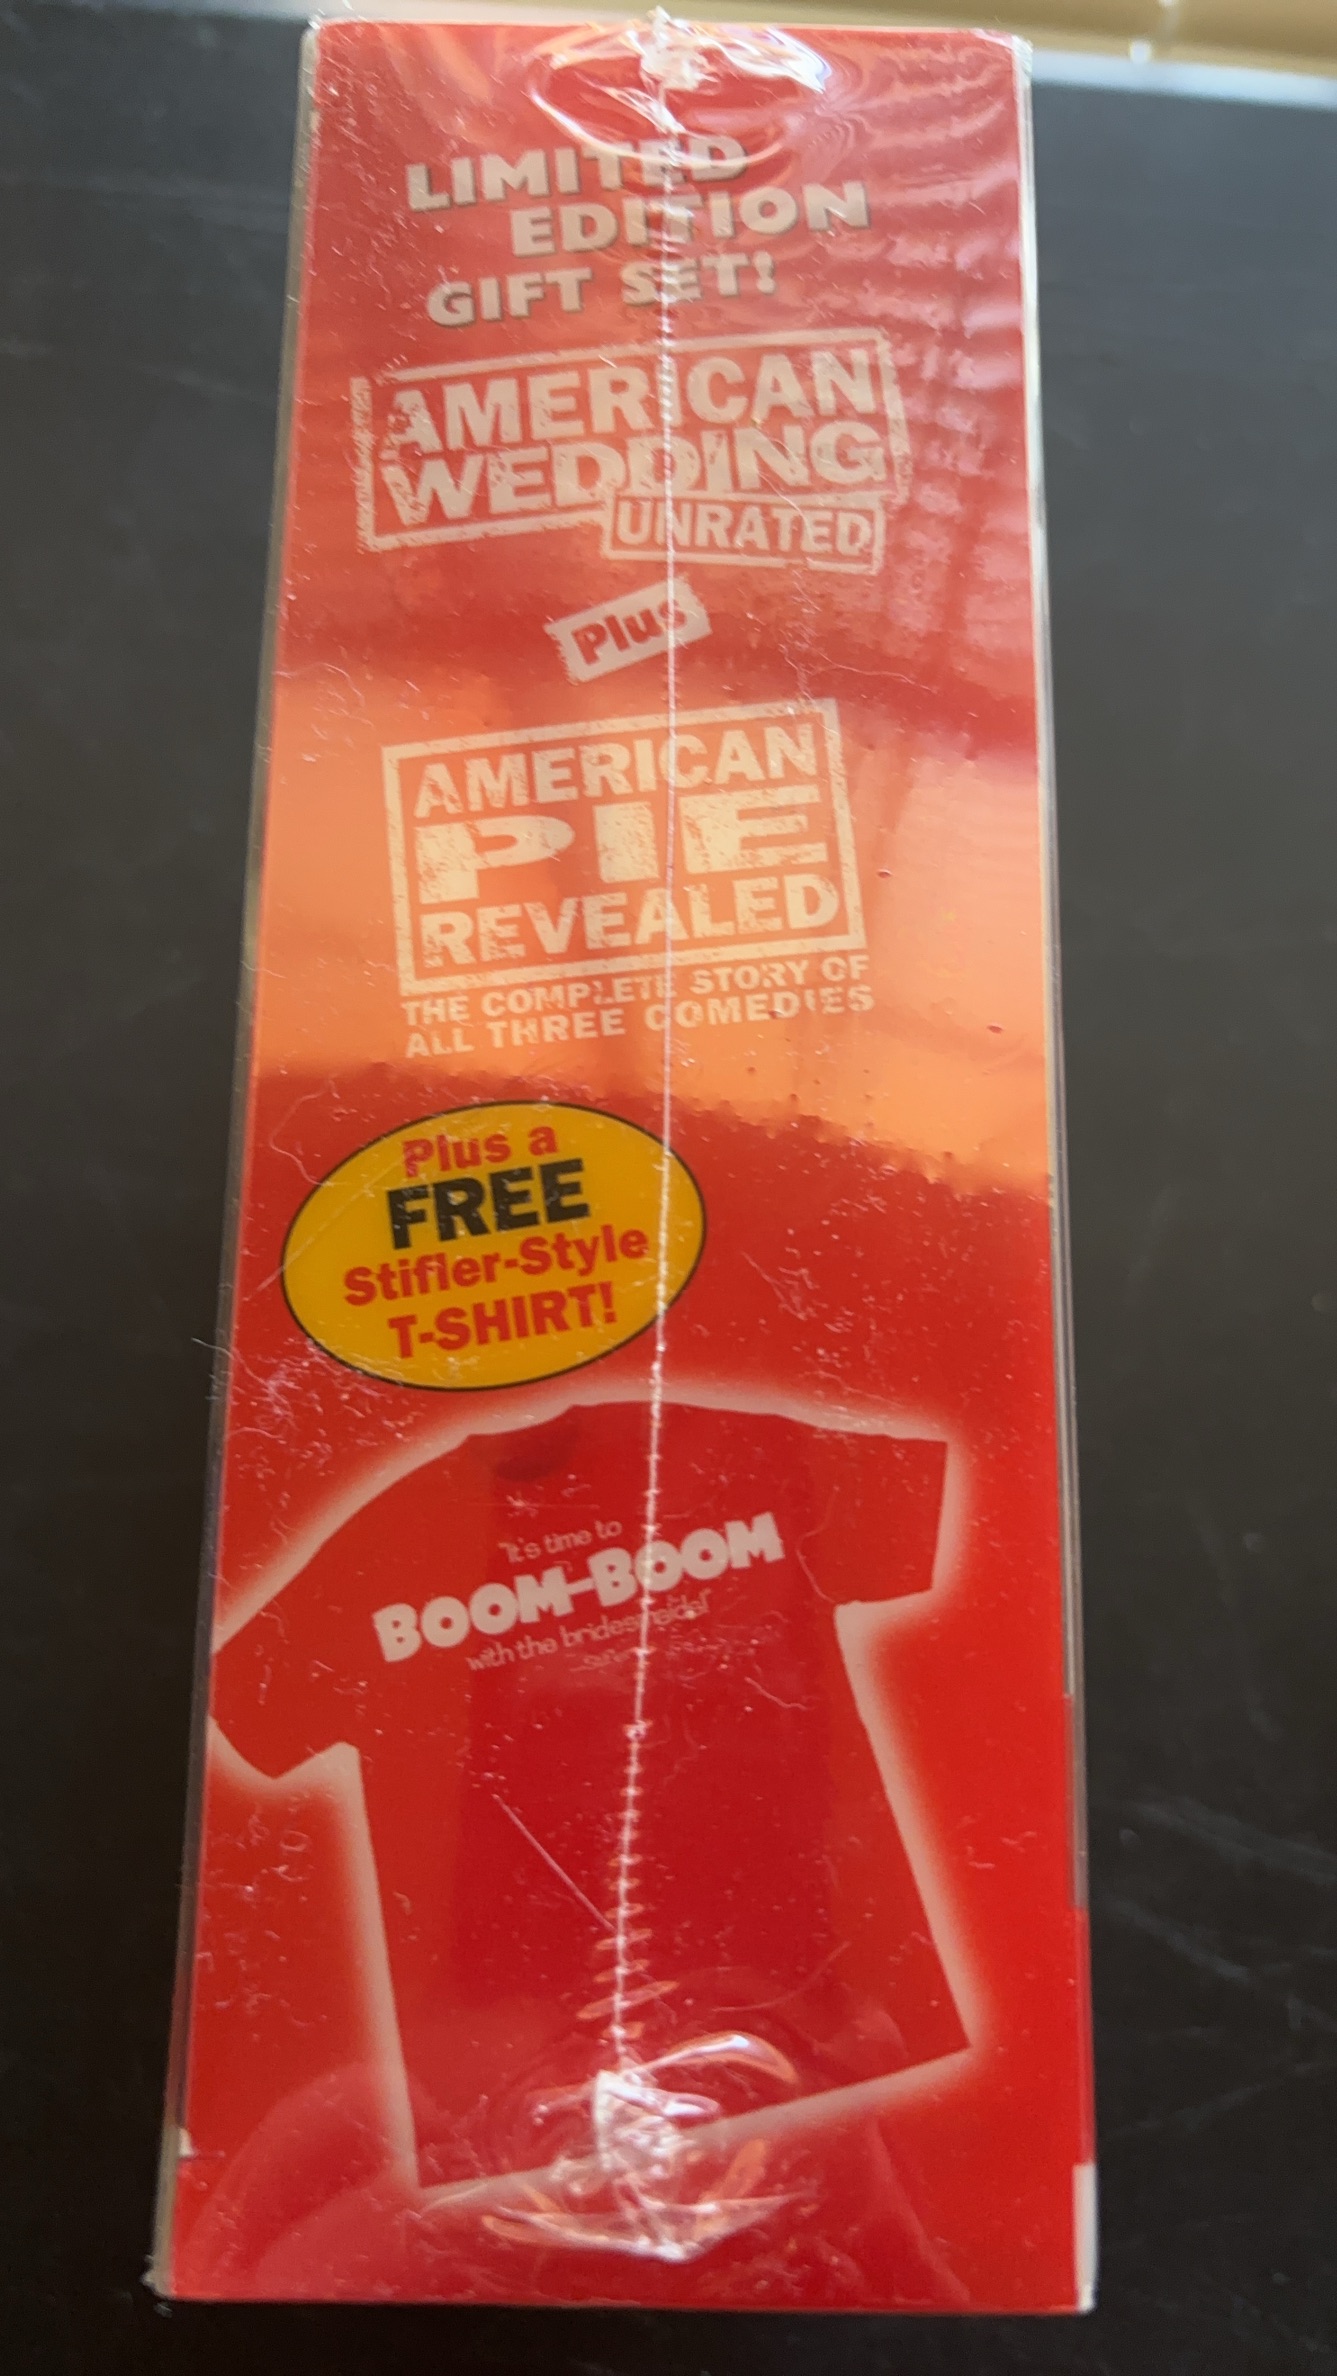 LIMITED
EDITION
GIFT SET!
AMERICAN
WEDDING
UNRATED
Plus
AMERICAN
PIE
REVEALED
THE COMPLETE STORY OF
ALL THREE COMEDIES
Plus a
FREE
Stifler-Style
T-SHIRT!
"It's time to
BOOM-BOOM
with the bridesmaids!"